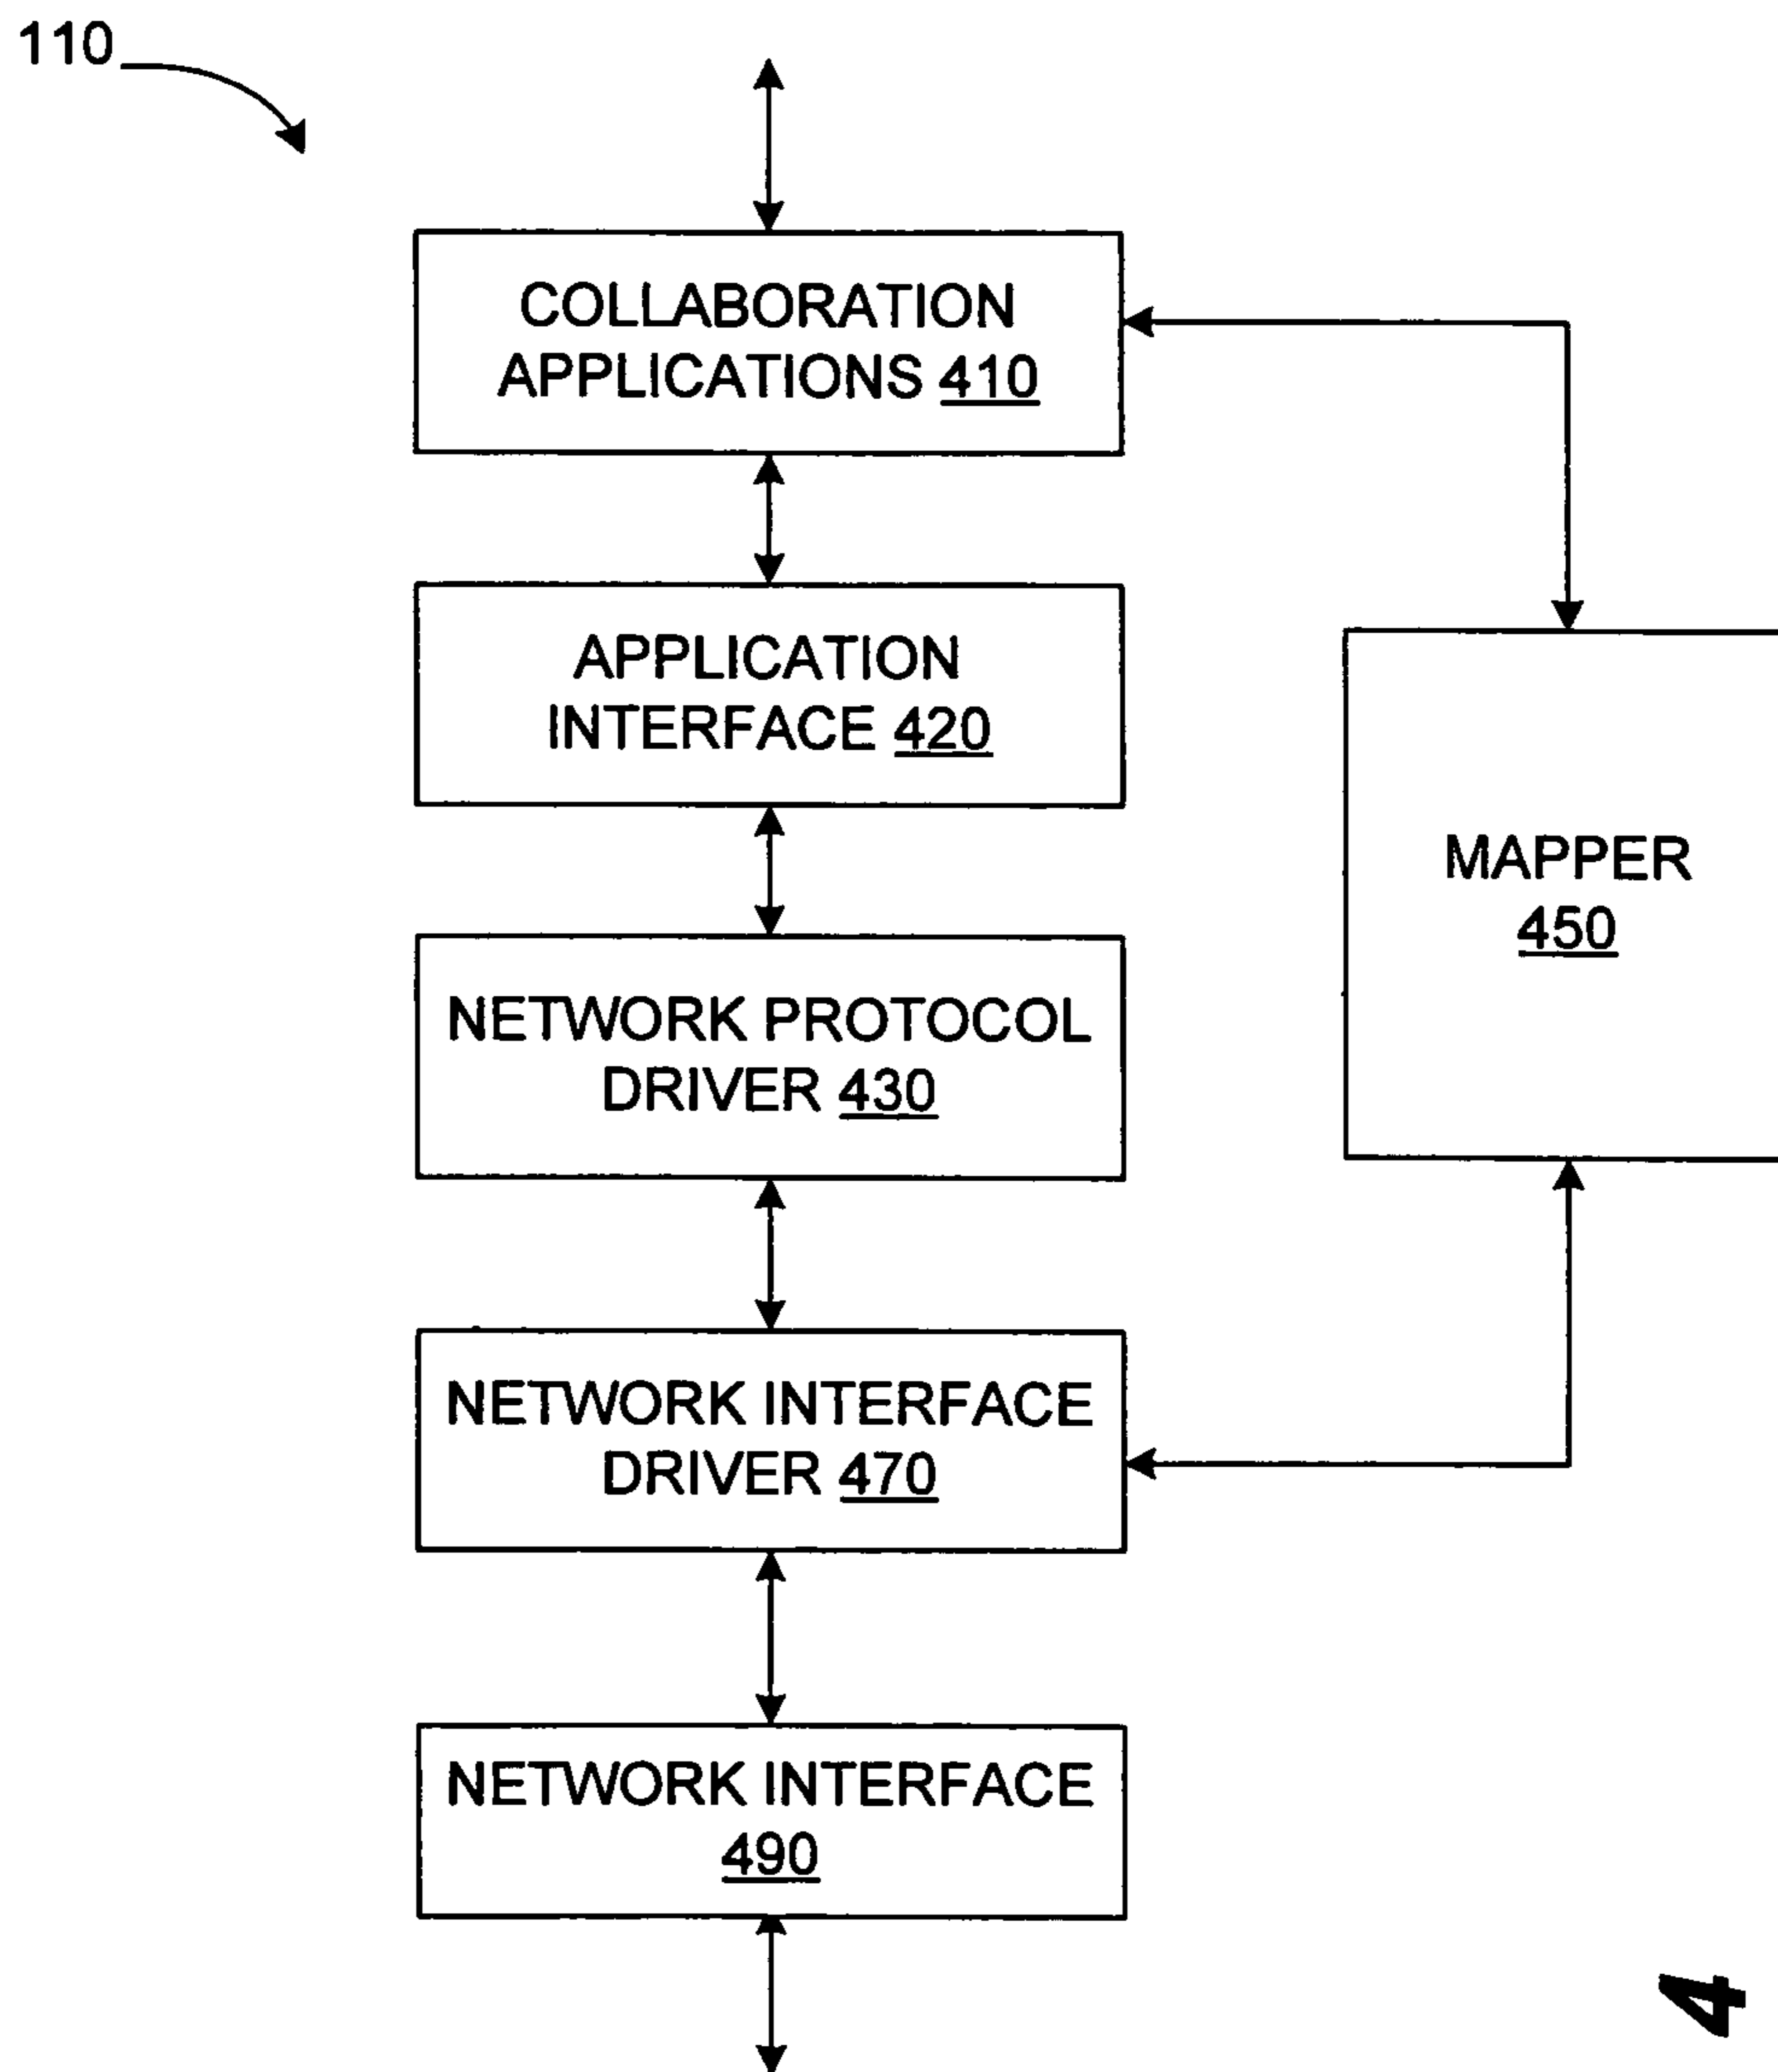 110
COLLABORATION
APPLICATIONS 410
APPLICATION
INTERFACE 420
MAPPER
450
NETWORK PROTOCOL
DRIVER 430
NETWORK INTERFACE
DRIVER 470
NETWORK INTERFACE
490
4